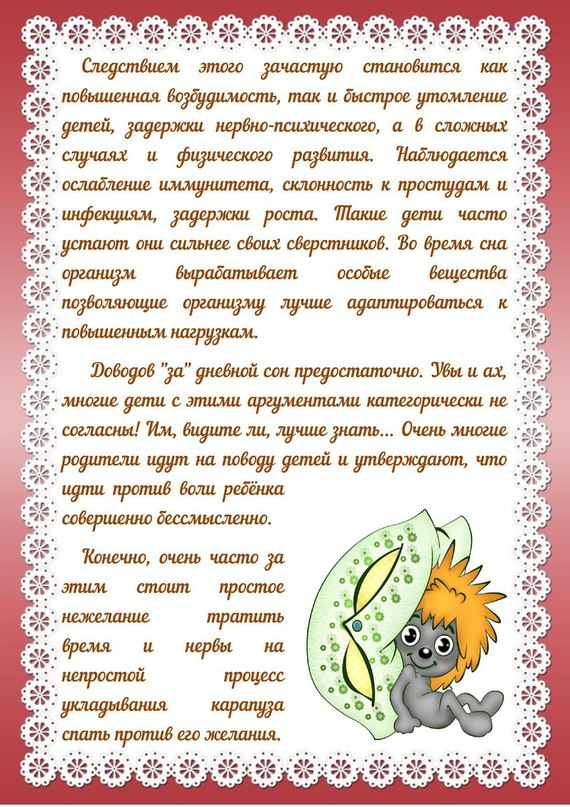 Следствием этого зачастую становится как
повышенная возбудимость, так и быстрое утомление
детей, задержки нервно-психического, а в сложных
случаях и физического развития. Наблюдается
ослабление иммунитета, склонность к простудам и
инфекциям, задержки роста. Такие дети часто
устают они сильнее своих сверстников. Во время сна
организм вырабатывает особые вещества
позволяющие организму лучше адаптироваться к
повышенным нагрузкам.
Доводов "за" дневной сон предостаточно. Увы и ах,
многие дети с этими аргументами категорически не
согласны! Им, видите ли, лучше знать... Очень многие
родители идут на поводу детей и утверждают, что
идти против воли ребёнка
совершенно бессмысленно.
Конечно, очень часто за
этим стоит простое
нежелание тратить
время и нервы на
непростой процесс
укладывания карапуза
спать против его желания.